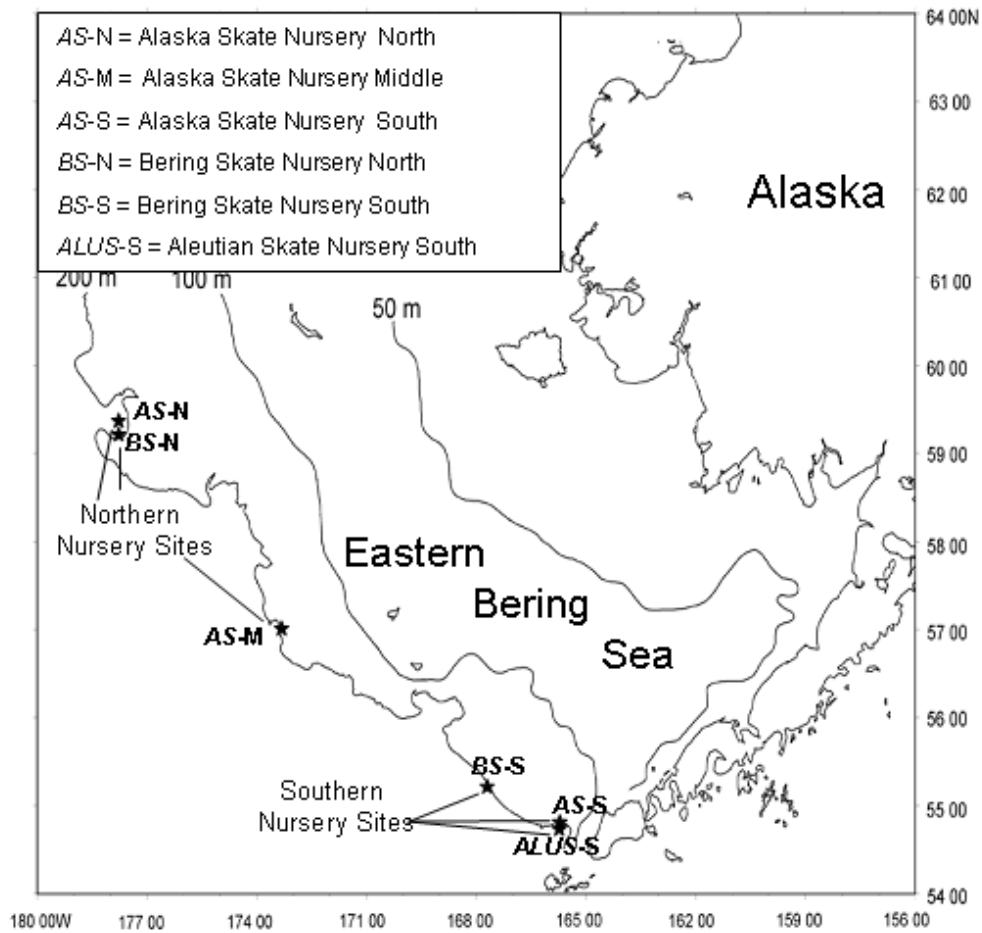 AS-N = Alaska Skate Nursery North
AS-M = Alaska Skate Nursery Middle
AS-S = Alaska Skate Nursery South
BS-N = Bering Skate Nursery North
BS-S = Bering Skate Nursery South
ALUS-S = Aleutian Skate Nursery South
200 m
100 m
50 m
Alaska
AS-N
BS-N
Northern
Nursery Sites
Eastern
Bering
Sea
AS-M
BS-S
Southern
Nursery Sites
AS-S
ALUS-S
64 00N
63 00
62 00
61 00
60 00
59 00
58 00
57 00
56 00
55 00
54 00
180 00W
177 00
174 00
171 00
168 00
165 00
162 00
159 00
156 00